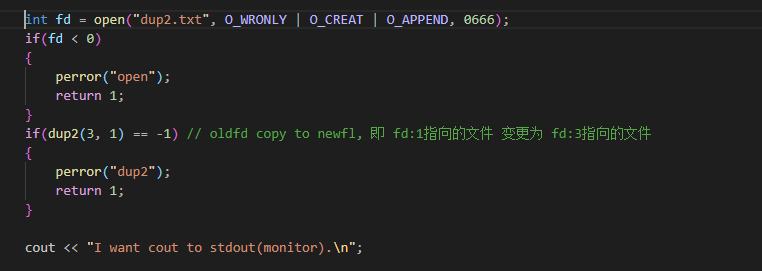 int fd = open("dup2.txt", O_WRONLY | O_CREAT | O_APPEND, 0666);
if(fd < 0)
{
    perror("open");
    return 1;
}
if(dup2(3, 1) == -1) // oldfd copy to newfl, 即 fd:1指向的文件 变更为 fd:3指向的文件
{
    perror("dup2");
    return 1;
}
cout << "I want cout to stdout(monitor).\n";